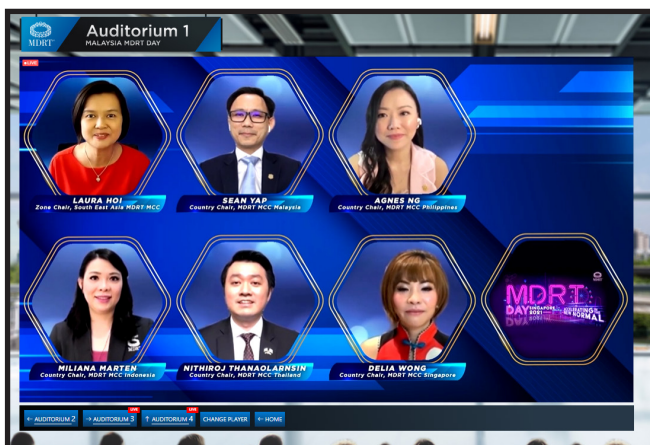 MDRT
Auditorium 1
MALAYSIA MDRT DAY
LIVE
LAURA HOI
Zone Chair, South East Asia MDRT MCC
SEAN YAP
Country Chair, MDRT MCC Malaysia
AGNES NG
Country Chair, MDRT MCC Philippines
MILIANA MARTEN
Country Chair, MDRT MCC Indonesia
NITHIROJ THANAOLARNSIN
Country Chair, MDRT MCC Thailand
DELIA WONG
Country Chair, MDRT MCC Singapore
MDRT
DAY SINGAPORE 2021
NEW NORMAL
← AUDITORIUM 2
→ AUDITORIUM 3 LIVE
↑ AUDITORIUM 4 LIVE
CHANGE PLAYER
← HOME